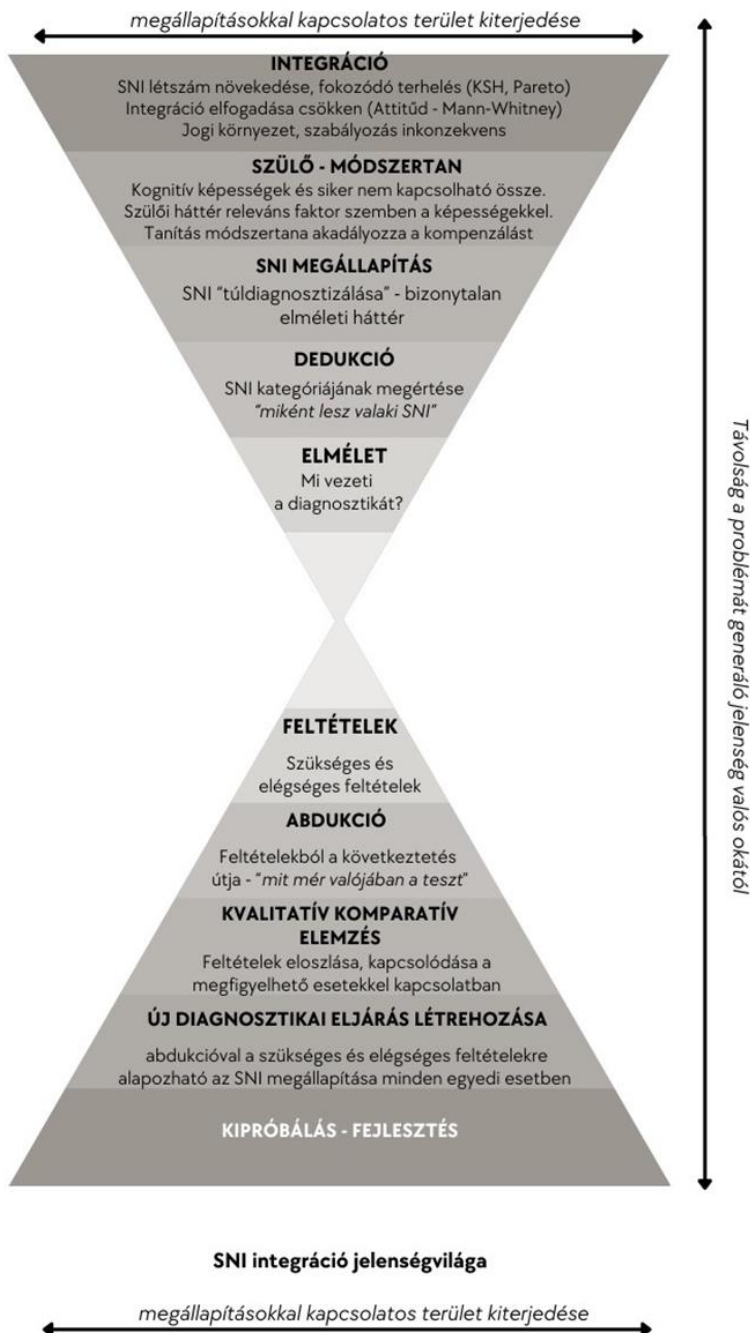 megállapításokkal kapcsolatos terület kiterjedése
INTEGRÁCIÓ
SNI létszám növekedése, fokozódó terhelés (KSH, Pareto)
Integráció elfogadása csökken (Attitűd - Mann-Whitney)
Jogi környezet, szabályozás inkonzekvens
SZÜLŐ - MÓDSZERTAN
Kognitív képességek és siker nem kapcsolható össze.
Szülői háttér releváns faktor szemben a képességekkel.
Tanítás módszertana akadályozza a kompenzálást
SNI MEGÁLLAPÍTÁS
SNI "túldiagnosztizálása" - bizonytalan
elméleti háttér
DEDUKCIÓ
SNI kategóriájának megértése
"miként lesz valaki SNI"
ELMÉLET
Mi vezeti
a diagnosztikát?
Távolság a problémát generáló jelenség valós okától
FELTÉTELEK
Szükséges és
elégséges feltételek
ABDUKCIÓ
Feltételekból a következtetés
útja - "mit mér valójában a teszt"
KVALITATÍV KOMPARATÍV
ELEMZÉS
Feltételek eloszlása, kapcsolódása a
megfigyelhető esetekkel kapcsolatban
ÚJ DIAGNOSZTIKAI ELJÁRÁS LÉTREHOZÁSA
abdukcióval a szükséges és elégséges feltételekre
alapozható az SNI megállapítása minden egyedi esetben
KIPRÓBÁLÁS - FEJLESZTÉS
SNI integráció jelenségvilága
megállapításokkal kapcsolatos terület kiterjedése